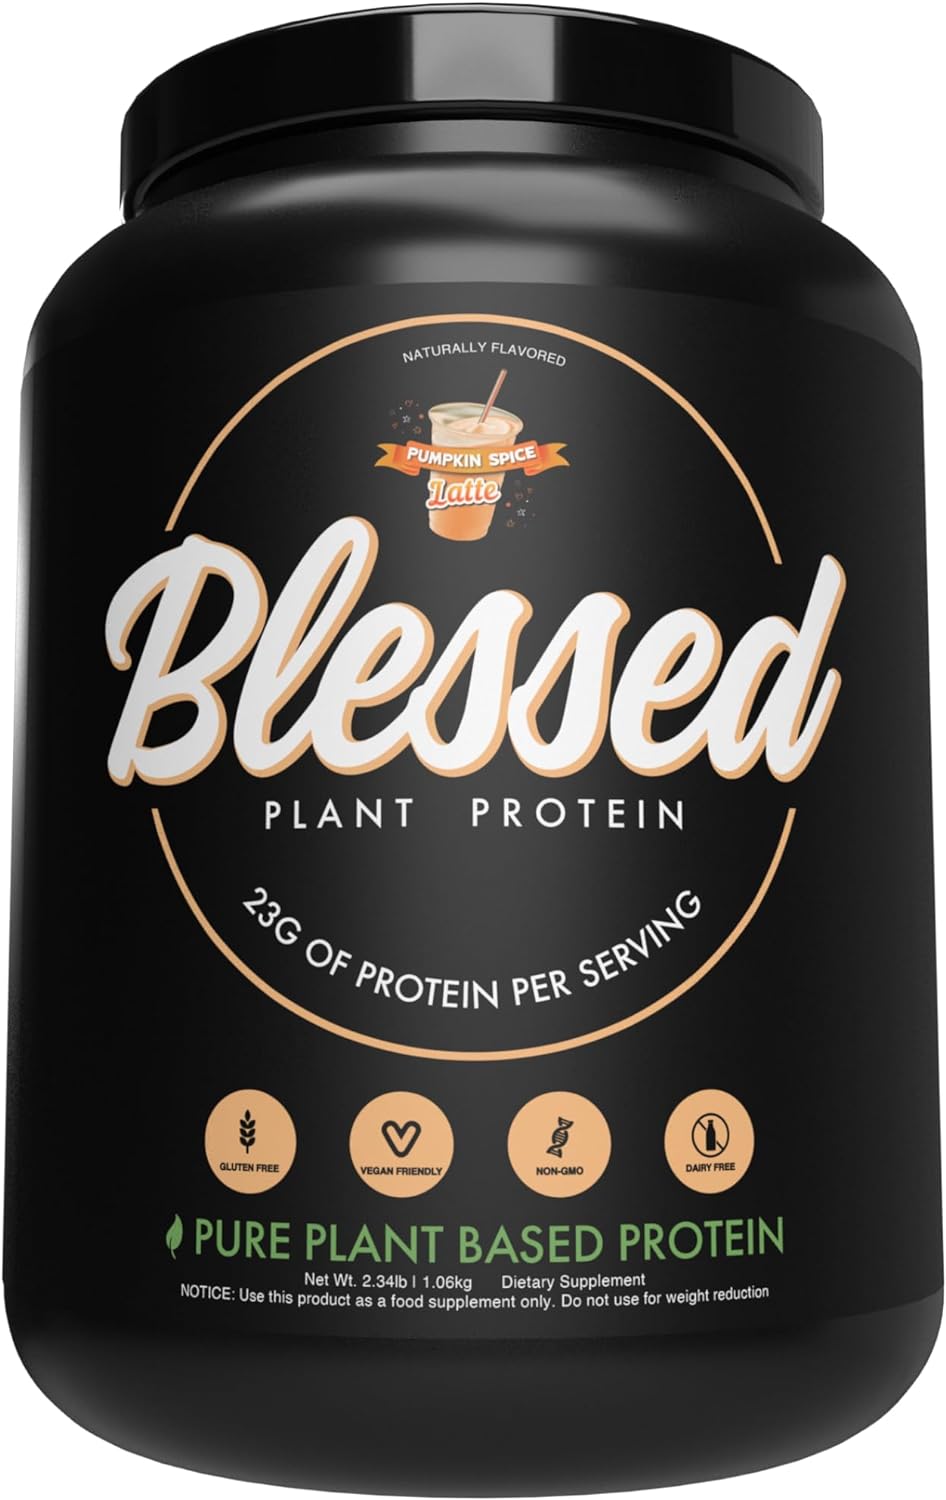 NATURALLY FLAVORED
PUMPKIN SPICE
Latte
Blessed
PLANT PROTEIN
23G OF PROTEIN PER SERVING
GLUTEN FREE
VEGAN FRIENDLY
NON-GMO
DAIRY FREE
PURE PLANT BASED PROTEIN
Net Wt. 2.34lb | 1.06kg Dietary Supplement
NOTICE: Use this product as a food supplement only. Do not use for weight reduction